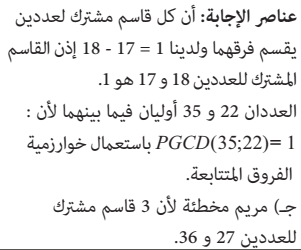 عناصر الإجابة: أن كل قاسم مشترك لعددين
يقسم فرقهما ولدينا 1 = 17 - 18 إذن القاسم
المشترك للعددين 18 و 17 هو 1.
العددان 22 و 35 أوليان فيما بينهما لأن :
PGCD(35;22)= 1 باستعمال خوارزمية
الفروق المتتابعة.
جـ) مريم مخطئة لأن 3 قاسم مشترك
للعددين 27 و 36.